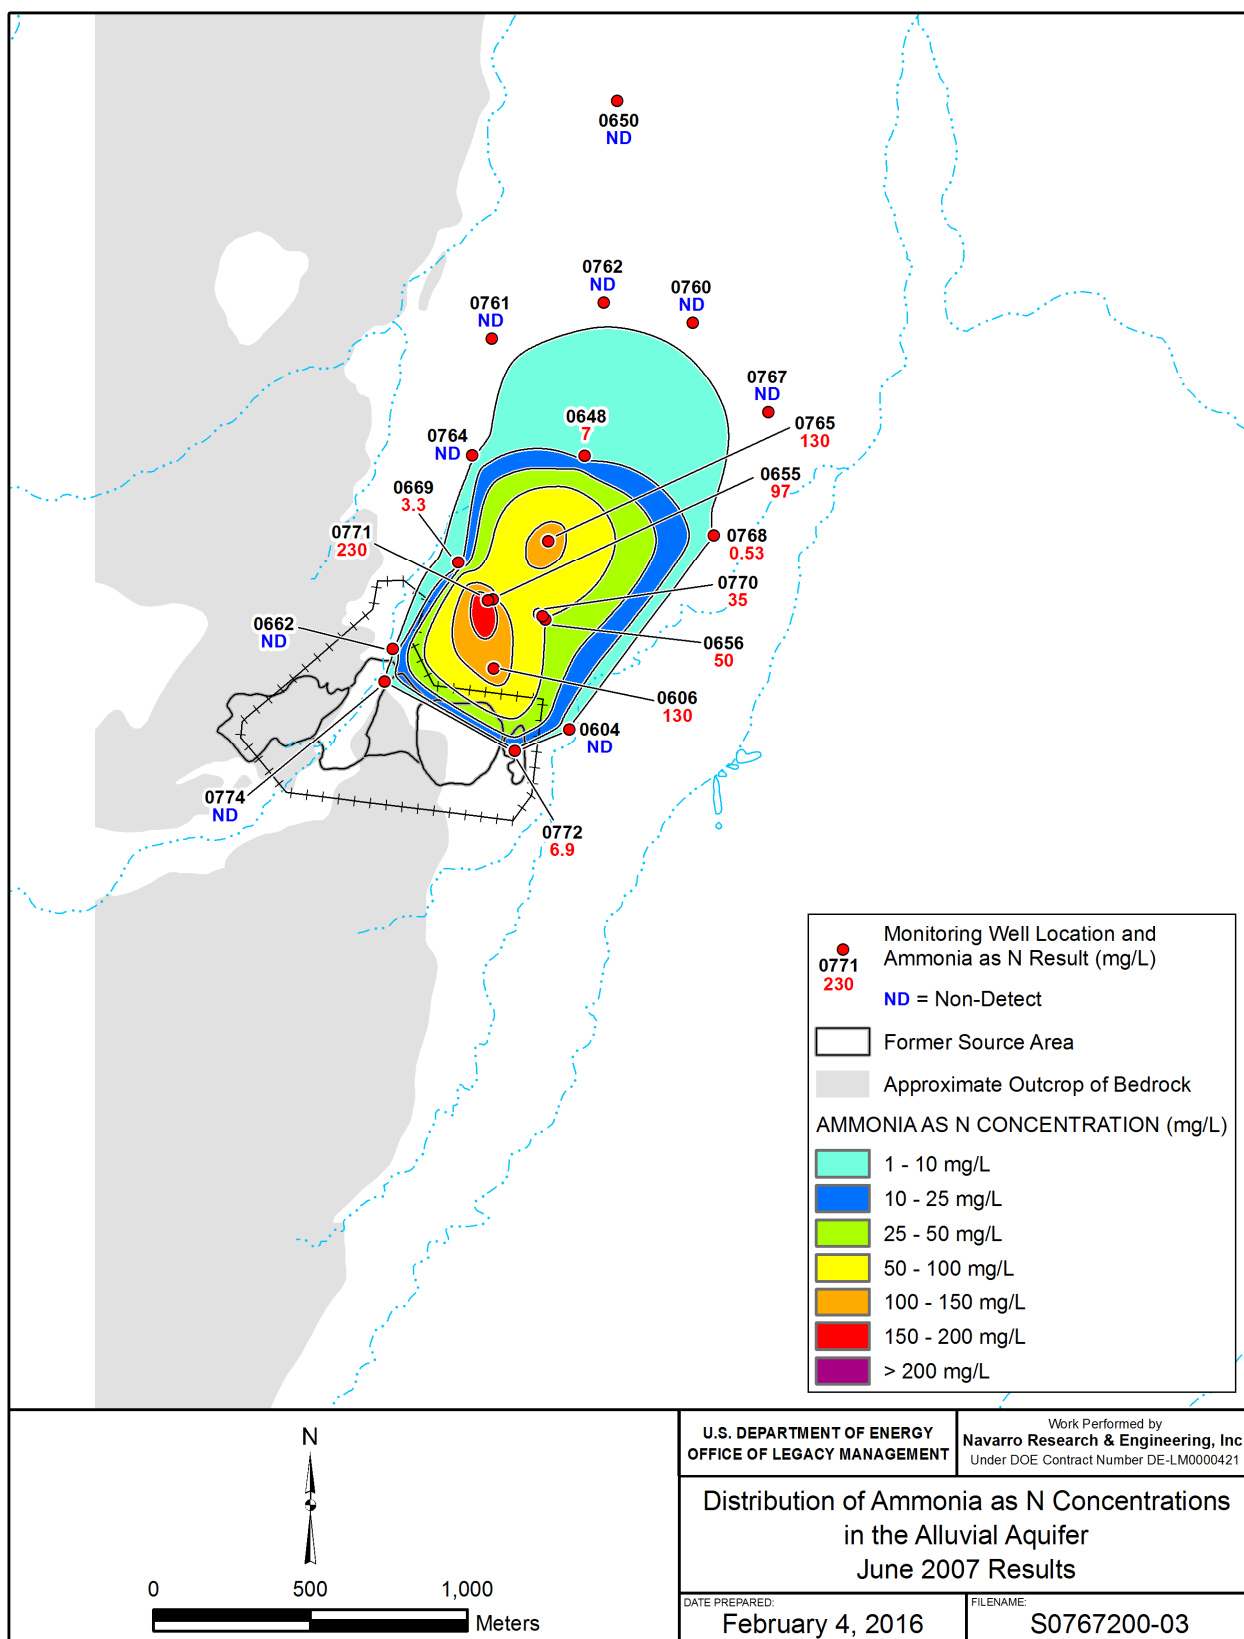 0650
ND
0762
ND
0760
ND
0761
ND
0767
ND
0648
7
0765
130
0764
ND
0655
97
0669
3.3
0771
230
0768
0.53
0770
35
0662
ND
0656
50
0606
130
0604
ND
0774
ND
0772
6.9
0771
230
Monitoring Well Location and
Ammonia as N Result (mg/L)
ND = Non-Detect
Former Source Area
Approximate Outcrop of Bedrock
AMMONIA AS N CONCENTRATION (mg/L)
1 - 10 mg/L
10 - 25 mg/L
25 - 50 mg/L
50 - 100 mg/L
100 - 150 mg/L
150 - 200 mg/L
> 200 mg/L
N
0 500 1,000
Meters
U.S. DEPARTMENT OF ENERGY
OFFICE OF LEGACY MANAGEMENT
Work Performed by
Navarro Research & Engineering, Inc
Under DOE Contract Number DE-LM0000421
Distribution of Ammonia as N Concentrations
in the Alluvial Aquifer
June 2007 Results
DATE PREPARED:
February 4, 2016
FILENAME:
S0767200-03